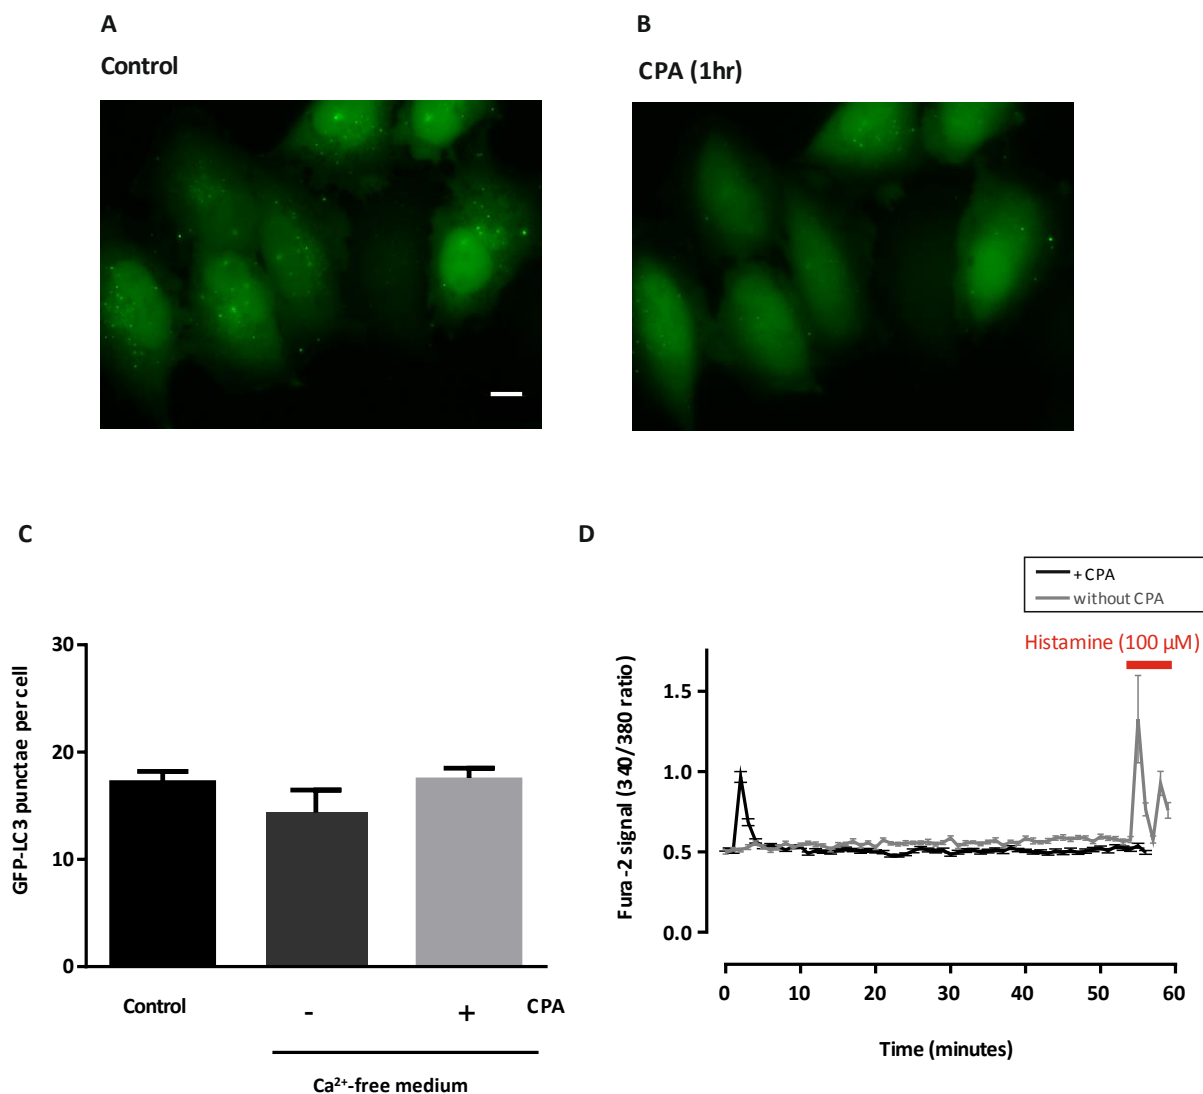 A
B
Control
CPA (1hr)
C
D
+ CPA
without CPA
Histamine (100 µM)
GFP-LC3 punctae per cell
30
20
10
0
Control
-
+
CPA
Ca²⁺-free medium
Fura-2 signal (340/380 ratio)
1.5
1.0
0.5
0.0
0
10
20
30
40
50
60
Time (minutes)